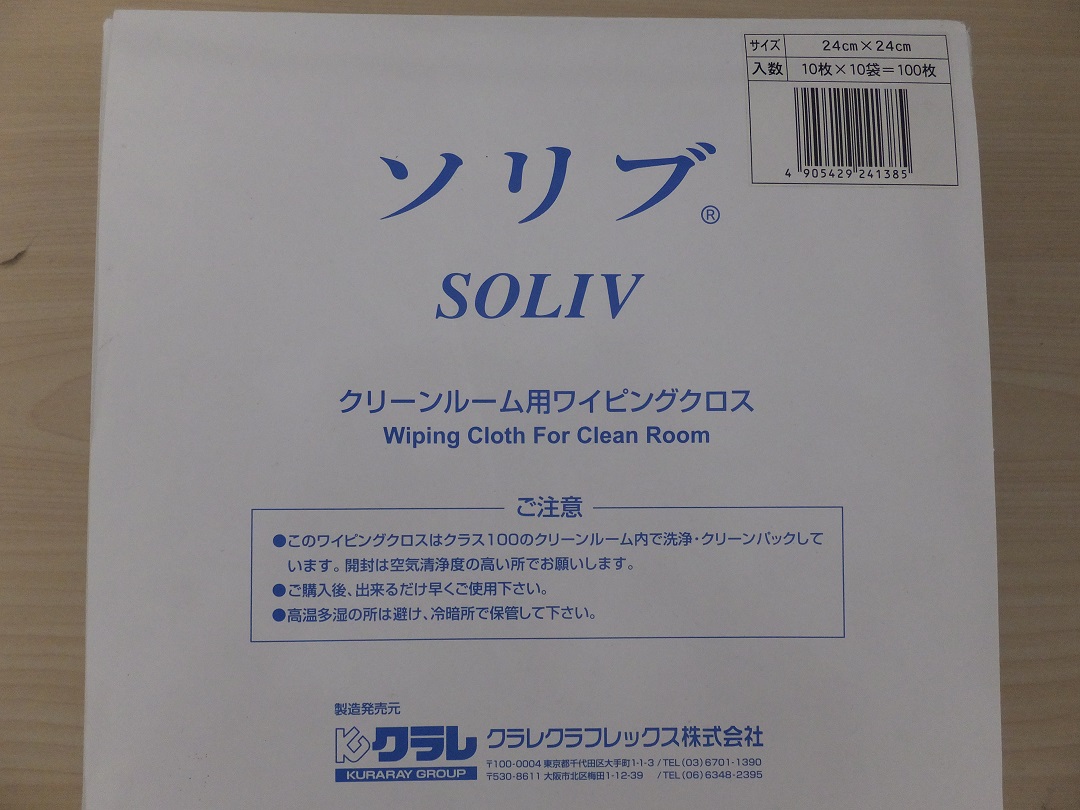 サイズ 24cm×24cm
入数 10枚×10袋=100枚
4 905429 241385
ソリブ®
SOLIV
クリーンルーム用ワイピングクロス
Wiping Cloth For Clean Room
ご注意
●このワイピングクロスはクラス100のクリーンルーム内で洗浄・クリーンパックして
います。開封は空気清浄度の高い所でお願いします。
●ご購入後、出来るだけ早くご使用下さい。
●高温多湿の所は避け、冷暗所で保管して下さい。
製造発売元
クラレ クラレクラフレックス株式会社
KURARAY GROUP
〒100-0004 東京都千代田区大手町1-1-3 / TEL(03)6701-1390
〒530-8611 大阪市北区梅田1-12-39 / TEL(06)6348-2395